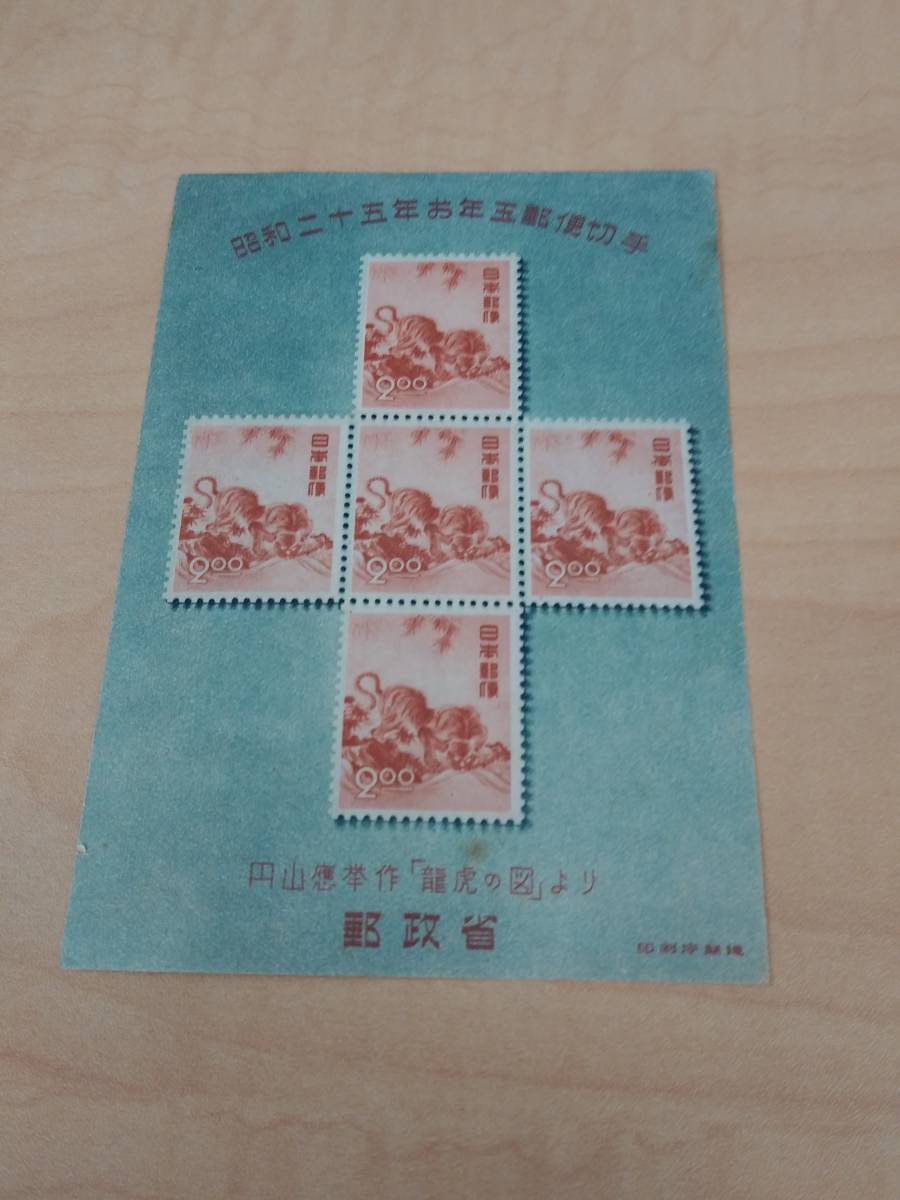 昭和二十五年お年玉郵便切手
日本郵便
2.00
日本郵便
2.00
日本郵便
2.00
日本郵便
2.00
日本郵便
2.00
円山應挙作「龍虎の図」より
郵政省
印刷庁製造